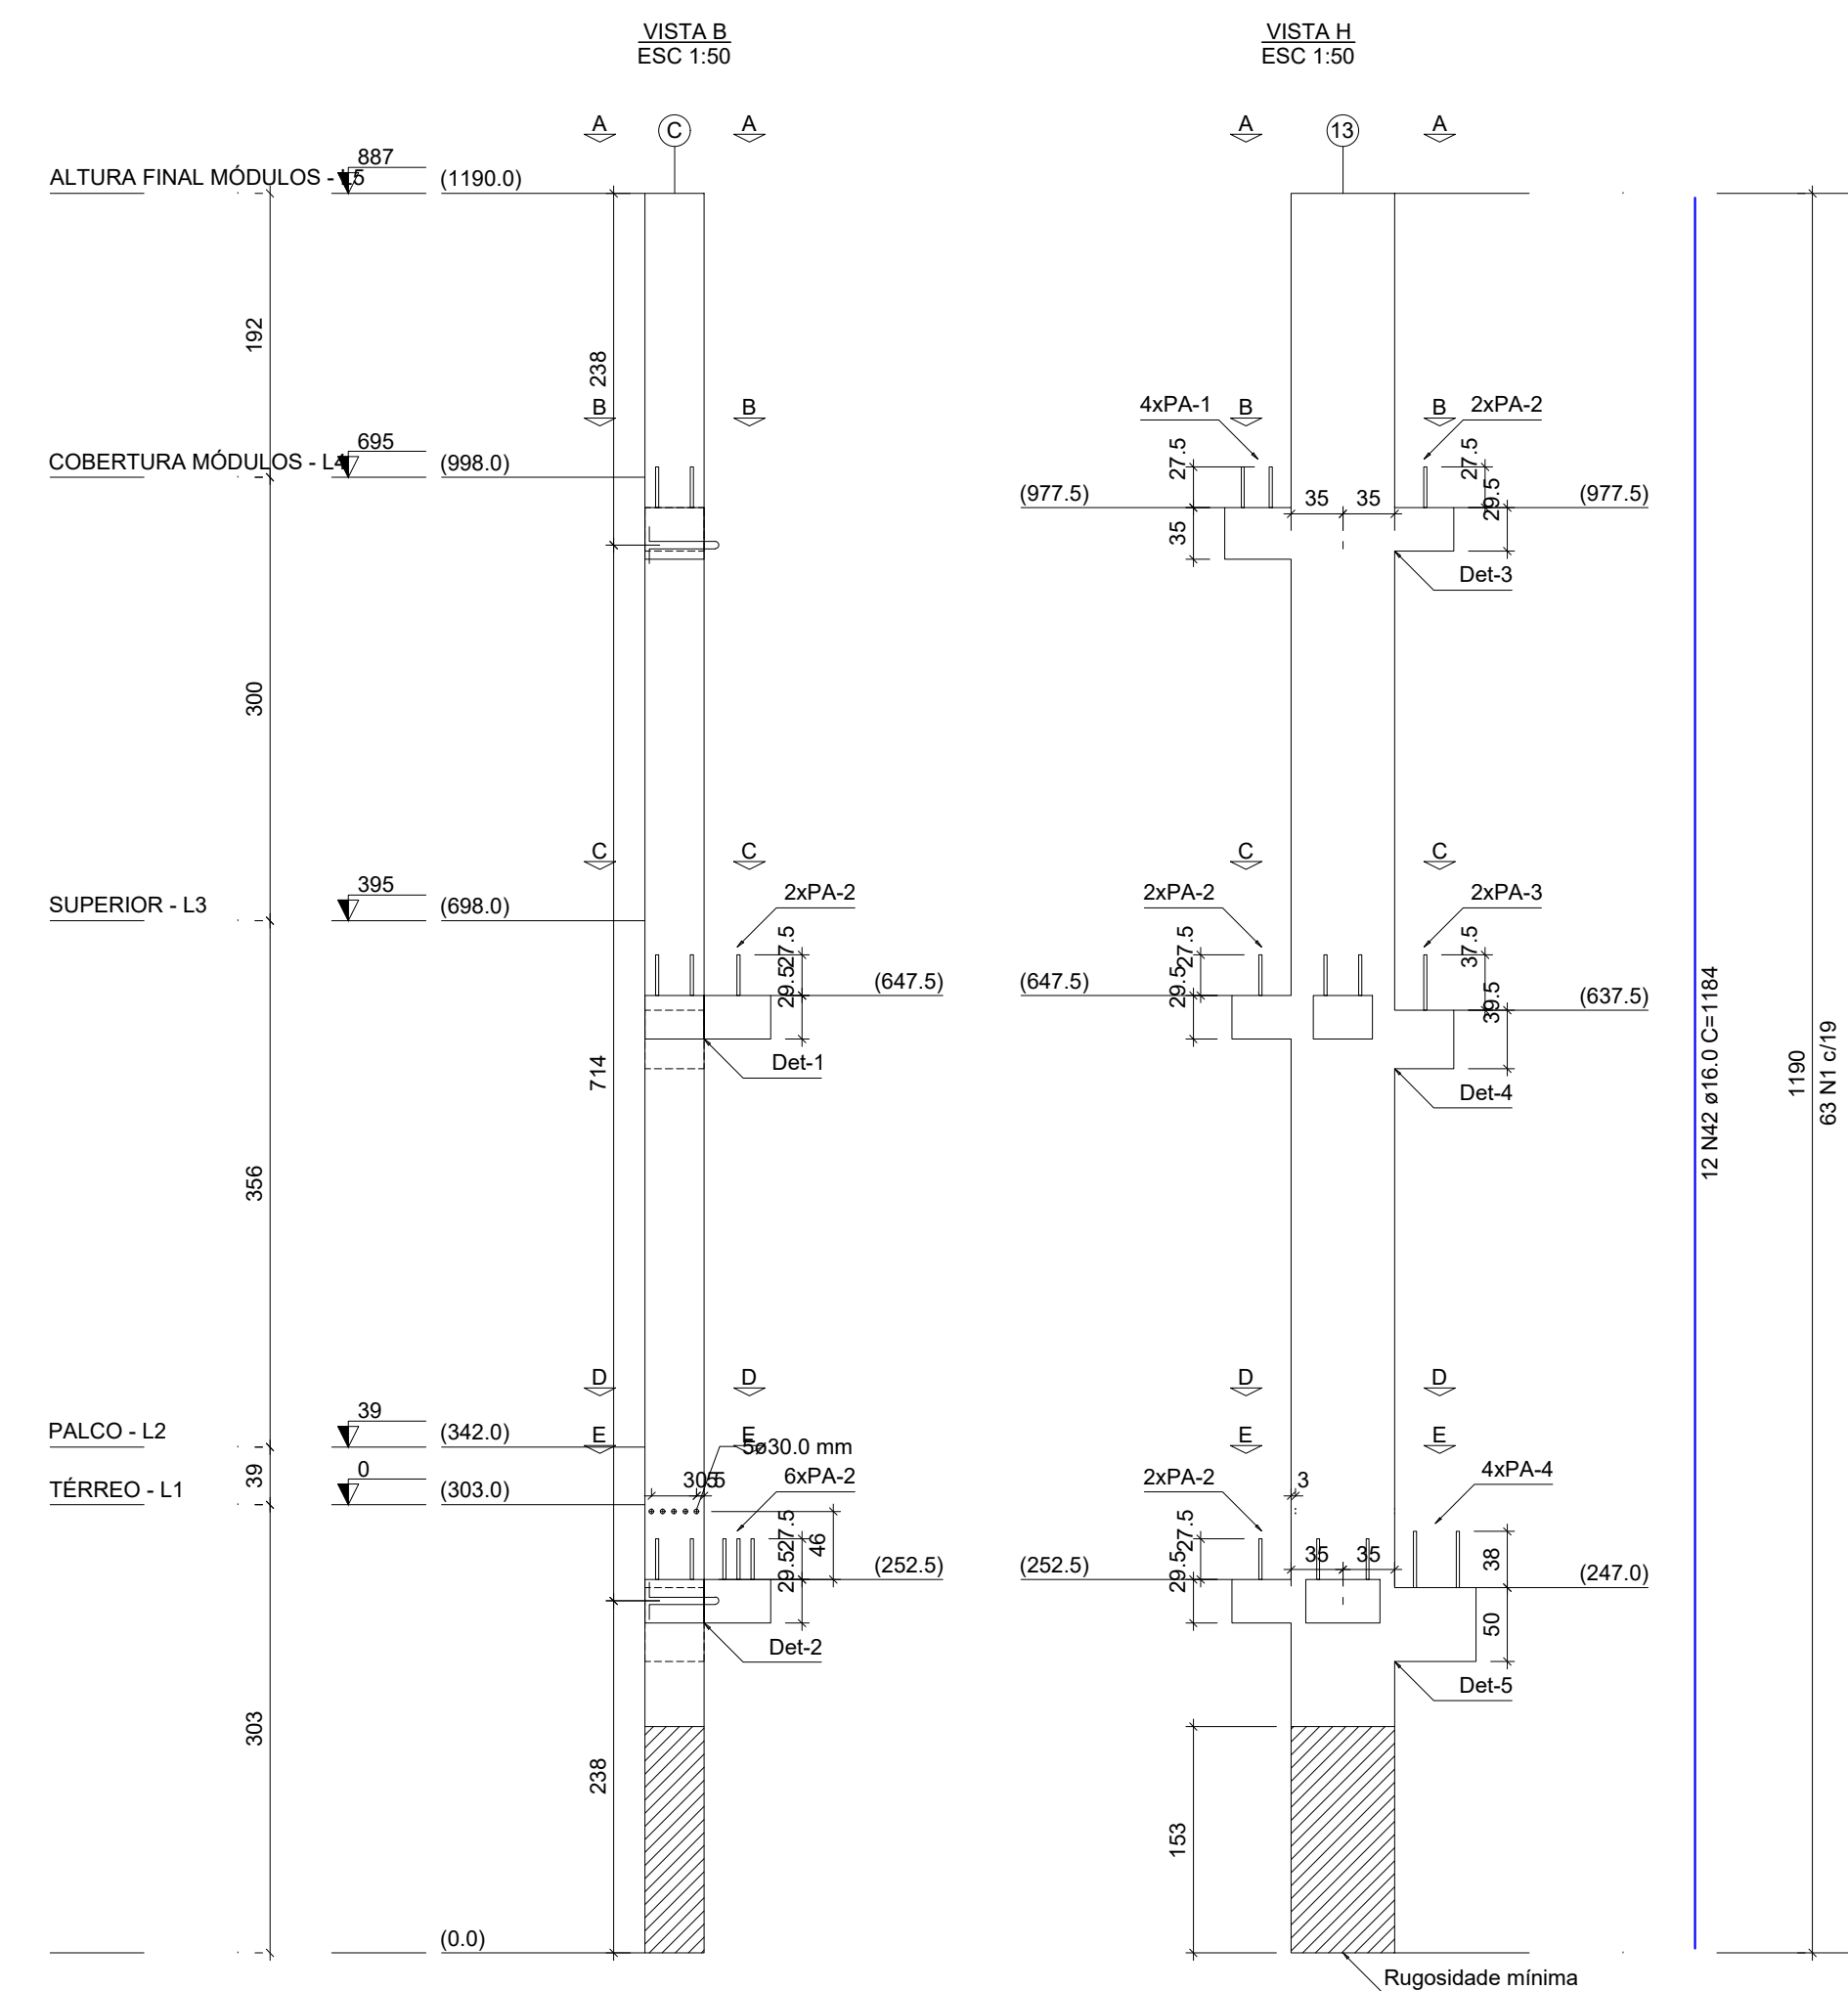 VISTA B
ESC 1:50
VISTA H
ESC 1:50
A
C
A
A
13
A
887
ALTURA FINAL MÓDULOS - L5
(1190.0)
192
238
B
B
4xPA-1
B
B
2xPA-2
695
COBERTURA MÓDULOS - L4
(998.0)
27.5
27.5
(977.5)
35
35
29.5
(977.5)
35
Det-3
300
C
C
C
C
395
SUPERIOR - L3
(698.0)
2xPA-2
2xPA-2
2xPA-3
27.5
27.5
37.5
29.5
(647.5)
(647.5)
29.5
39.5
(637.5)
Det-1
Det-4
714
12 N42 ø16.0 C=1184
1190
63 N1 c/19
356
D
D
D
D
39
PALCO - L2
(342.0)
E
E
E
E
5ø30.0 mm
39
0
TÉRREO - L1
(303.0)
6xPA-2
2xPA-2
3
4xPA-4
27.5
46
27.5
38
29.5
(252.5)
(252.5)
29.5
35
35
(247.0)
50
Det-2
Det-5
303
238
153
(0.0)
Rugosidade mínima